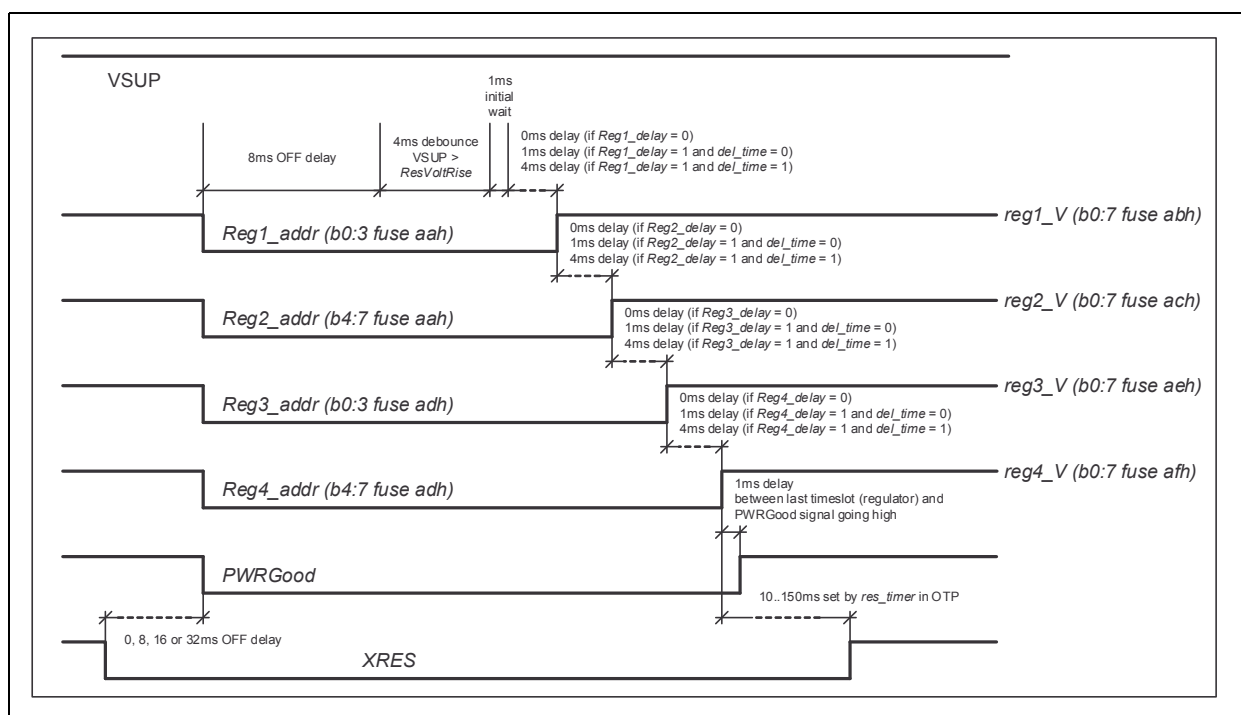 VSUP
1ms
initial
wait
8ms OFF delay
4ms debounce
VSUP >
ResVoltRise
0ms delay (if Reg1_delay = 0)
1ms delay (if Reg1_delay = 1 and del_time = 0)
4ms delay (if Reg1_delay = 1 and del_time = 1)
Reg1_addr (b0:3 fuse aah)
reg1_V (b0:7 fuse abh)
0ms delay (if Reg2_delay = 0)
1ms delay (if Reg2_delay = 1 and del_time = 0)
4ms delay (if Reg2_delay = 1 and del_time = 1)
Reg2_addr (b4:7 fuse aah)
reg2_V (b0:7 fuse ach)
0ms delay (if Reg3_delay = 0)
1ms delay (if Reg3_delay = 1 and del_time = 0)
4ms delay (if Reg3_delay = 1 and del_time = 1)
Reg3_addr (b0:3 fuse adh)
reg3_V (b0:7 fuse aeh)
0ms delay (if Reg4_delay = 0)
1ms delay (if Reg4_delay = 1 and del_time = 0)
4ms delay (if Reg4_delay = 1 and del_time = 1)
Reg4_addr (b4:7 fuse adh)
reg4_V (b0:7 fuse afh)
1ms delay
between last timeslot (regulator) and
PWRGood signal going high
PWRGood
10..150ms set by res_timer in OTP
0, 8, 16 or 32ms OFF delay
XRES